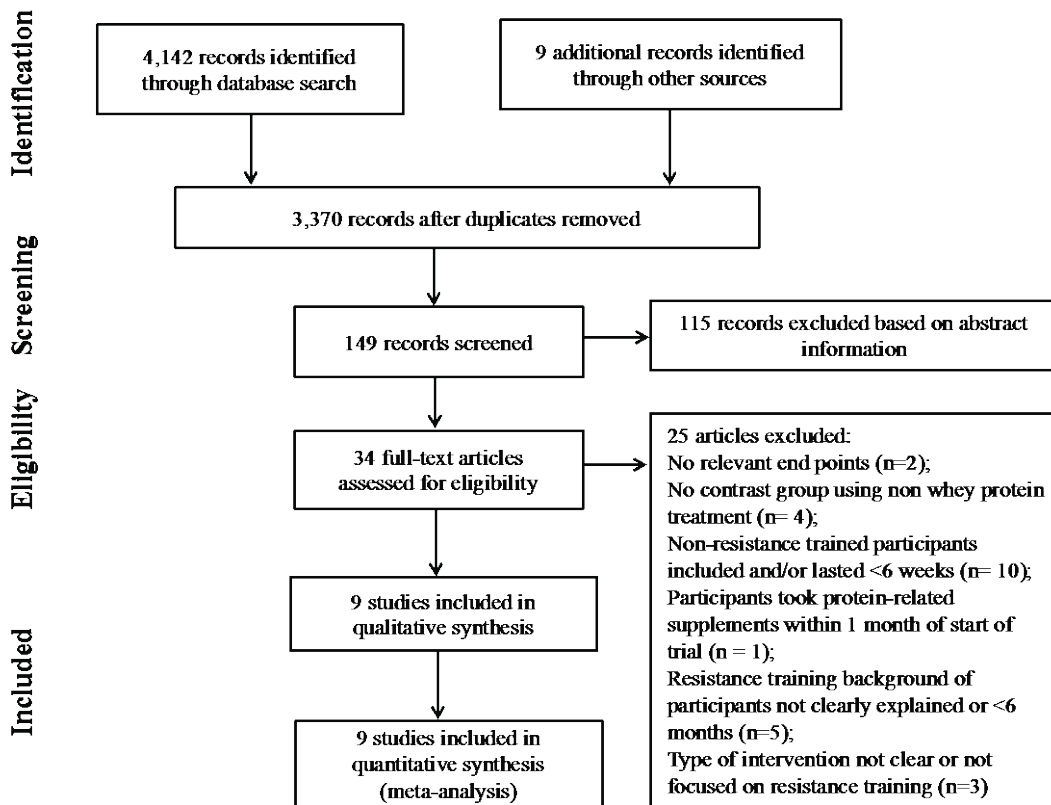 Identification
4,142 records identified
through database search
9 additional records identified
through other sources
3,370 records after duplicates removed
Screening
149 records screened
115 records excluded based on abstract
information
Eligibility
34 full-text articles
assessed for eligibility
25 articles excluded:
No relevant end points (n=2);
No contrast group using non whey protein
treatment (n= 4);
Non-resistance trained participants
included and/or lasted <6 weeks (n= 10);
Participants took protein-related
supplements within 1 month of start of
trial (n = 1);
Resistance training background of
participants not clearly explained or <6
months (n=5);
Type of intervention not clear or not
focused on resistance training (n=3)
Included
9 studies included in
qualitative synthesis
9 studies included in
quantitative synthesis
(meta-analysis)